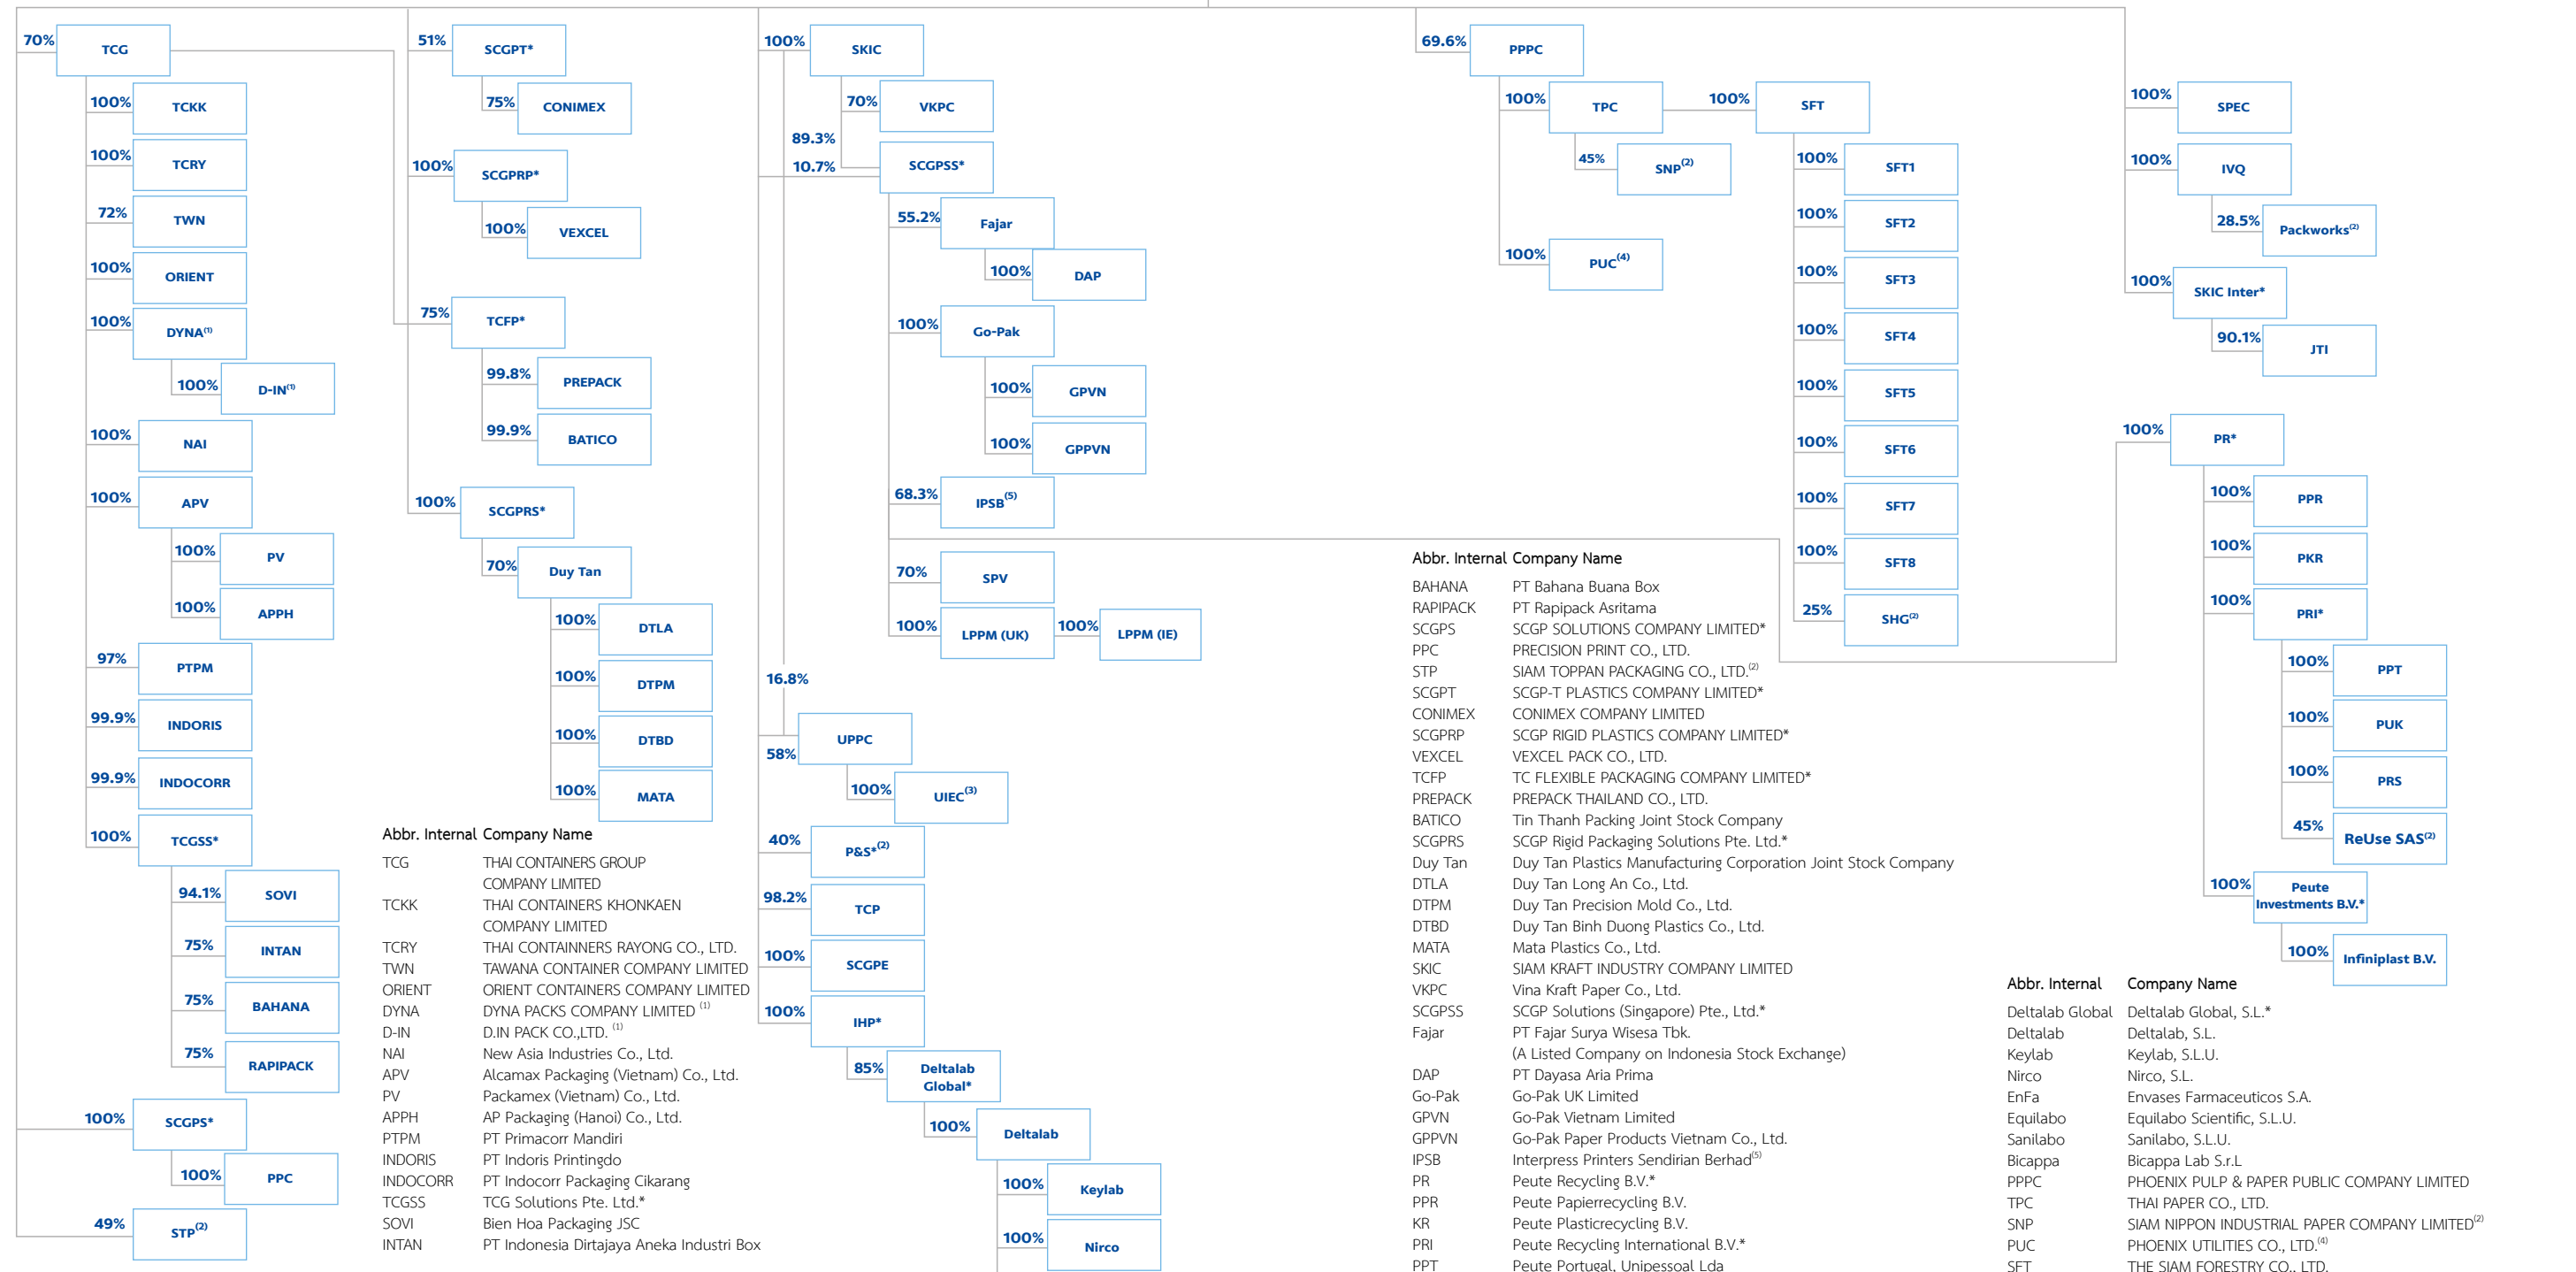 70%
TCG
100%
TCKK
100%
TCRY
72%
TWN
100%
ORIENT
100%
DYNA(1)
100%
D-IN(1)
100%
NAI
100%
APV
100%
PV
100%
APPH
97%
PTPM
99.9%
INDORIS
99.9%
INDOCORR
100%
TCGSS*
94.1%
SOVI
75%
INTAN
75%
BAHANA
75%
RAPIPACK
100%
SCGPS*
100%
PPC
49%
STP(2)
51%
SCGPT*
75%
CONIMEX
100%
SCGPRP*
100%
VEXCEL
75%
TCFP*
99.8%
PREPACK
99.9%
BATICO
100%
SCGPRS*
70%
Duy Tan
100%
DTLA
100%
DTPM
100%
DTBD
100%
MATA
Abbr. Internal Company Name
TCG THAI CONTAINERS GROUP
COMPANY LIMITED
TCKK THAI CONTAINERS KHONKAEN
COMPANY LIMITED
TCRY THAI CONTAINNERS RAYONG CO., LTD.
TWN TAWANA CONTAINER COMPANY LIMITED
ORIENT ORIENT CONTAINERS COMPANY LIMITED
DYNA DYNA PACKS COMPANY LIMITED (1)
D-IN D.IN PACK CO.,LTD. (1)
NAI New Asia Industries Co., Ltd.
APV Alcamax Packaging (Vietnam) Co., Ltd.
PV Packamex (Vietnam) Co., Ltd.
APPH AP Packaging (Hanoi) Co., Ltd.
PTPM PT Primacorr Mandiri
INDORIS PT Indoris Printingdo
INDOCORR PT Indocorr Packaging Cikarang
TCGSS TCG Solutions Pte. Ltd.*
SOVI Bien Hoa Packaging JSC
INTAN PT Indonesia Dirtajaya Aneka Industri Box
100%
SKIC
70%
VKPC
89.3%
10.7%
SCGPSS*
55.2%
Fajar
100%
DAP
100%
Go-Pak
100%
GPVN
100%
GPPVN
68.3%
IPSB(5)
70%
SPV
100%
LPPM (UK)
100%
LPPM (IE)
16.8%
58%
UPPC
100%
UIEC(3)
40%
P&S*(2)
98.2%
TCP
100%
SCGPE
100%
IHP*
85%
Deltalab
Global*
100%
Deltalab
100%
Keylab
100%
Nirco
69.6%
PPPC
100%
TPC
45%
SNP(2)
100%
PUC(4)
100%
SFT
100%
SFT1
100%
SFT2
100%
SFT3
100%
SFT4
100%
SFT5
100%
SFT6
100%
SFT7
100%
SFT8
25%
SHG(2)
Abbr. Internal Company Name
BAHANA PT Bahana Buana Box
RAPIPACK PT Rapipack Asritama
SCGPS SCGP SOLUTIONS COMPANY LIMITED*
PPC PRECISION PRINT CO., LTD.
STP SIAM TOPPAN PACKAGING CO., LTD.(2)
SCGPT SCGP-T PLASTICS COMPANY LIMITED*
CONIMEX CONIMEX COMPANY LIMITED
SCGPRP SCGP RIGID PLASTICS COMPANY LIMITED*
VEXCEL VEXCEL PACK CO., LTD.
TCFP TC FLEXIBLE PACKAGING COMPANY LIMITED*
PREPACK PREPACK THAILAND CO., LTD.
BATICO Tin Thanh Packing Joint Stock Company
SCGPRS SCGP Rigid Packaging Solutions Pte. Ltd.*
Duy Tan Duy Tan Plastics Manufacturing Corporation Joint Stock Company
DTLA Duy Tan Long An Co., Ltd.
DTPM Duy Tan Precision Mold Co., Ltd.
DTBD Duy Tan Binh Duong Plastics Co., Ltd.
MATA Mata Plastics Co., Ltd.
SKIC SIAM KRAFT INDUSTRY COMPANY LIMITED
VKPC Vina Kraft Paper Co., Ltd.
SCGPSS SCGP Solutions (Singapore) Pte., Ltd.*
Fajar PT Fajar Surya Wisesa Tbk.
(A Listed Company on Indonesia Stock Exchange)
DAP PT Dayasa Aria Prima
Go-Pak Go-Pak UK Limited
GPVN Go-Pak Vietnam Limited
GPPVN Go-Pak Paper Products Vietnam Co., Ltd.
IPSB Interpress Printers Sendirian Berhad(5)
PR Peute Recycling B.V.*
PPR Peute Papierrecycling B.V.
KR Peute Plasticrecycling B.V.
PRI Peute Recycling International B.V.*
PPT Peute Portugal, Unipessoal Lda
100%
SPEC
100%
IVQ
28.5%
Packworks(2)
100%
SKIC Inter*
90.1%
JTI
100%
PR*
100%
PPR
100%
PKR
100%
PRI*
100%
PPT
100%
PUK
100%
PRS
45%
ReUse SAS(2)
100%
Peute
Investments B.V.*
100%
Infiniplast B.V.
Abbr. Internal Company Name
Deltalab Global Deltalab Global, S.L.*
Deltalab Deltalab, S.L.
Keylab Keylab, S.L.U.
Nirco Nirco, S.L.
EnFa Envases Farmaceuticos S.A.
Equilabo Equilabo Scientific, S.L.U.
Sanilabo Sanilabo, S.L.U.
Bicappa Bicappa Lab S.r.L
PPPC PHOENIX PULP & PAPER PUBLIC COMPANY LIMITED
TPC THAI PAPER CO., LTD.
SNP SIAM NIPPON INDUSTRIAL PAPER COMPANY LIMITED(2)
PUC PHOENIX UTILITIES CO., LTD.(4)
SFT THE SIAM FORESTRY CO., LTD.